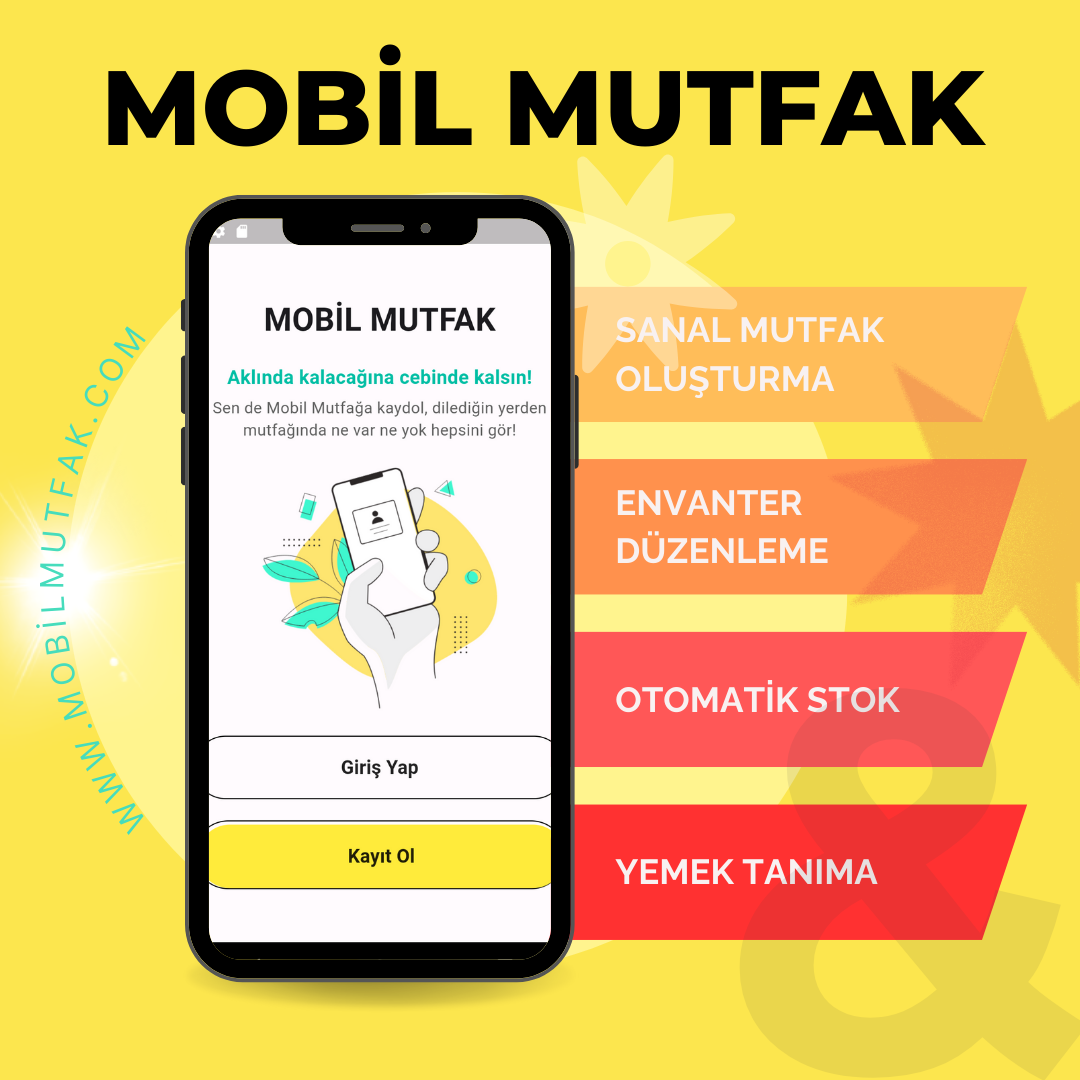 MOBİL MUTFAK
MOBİL MUTFAK
Aklında kalacağına cebinde kalsın!
Sen de Mobil Mutfağa kaydol, dilediğin yerden
mutfağında ne var ne yok hepsini gör!
Giriş Yap
Kayıt Ol
WWW.MOBİLMUTFAK.COM
SANAL MUTFAK
OLUŞTURMA
ENVANTER
DÜZENLEME
OTOMATİK STOK
YEMEK TANIMA
&